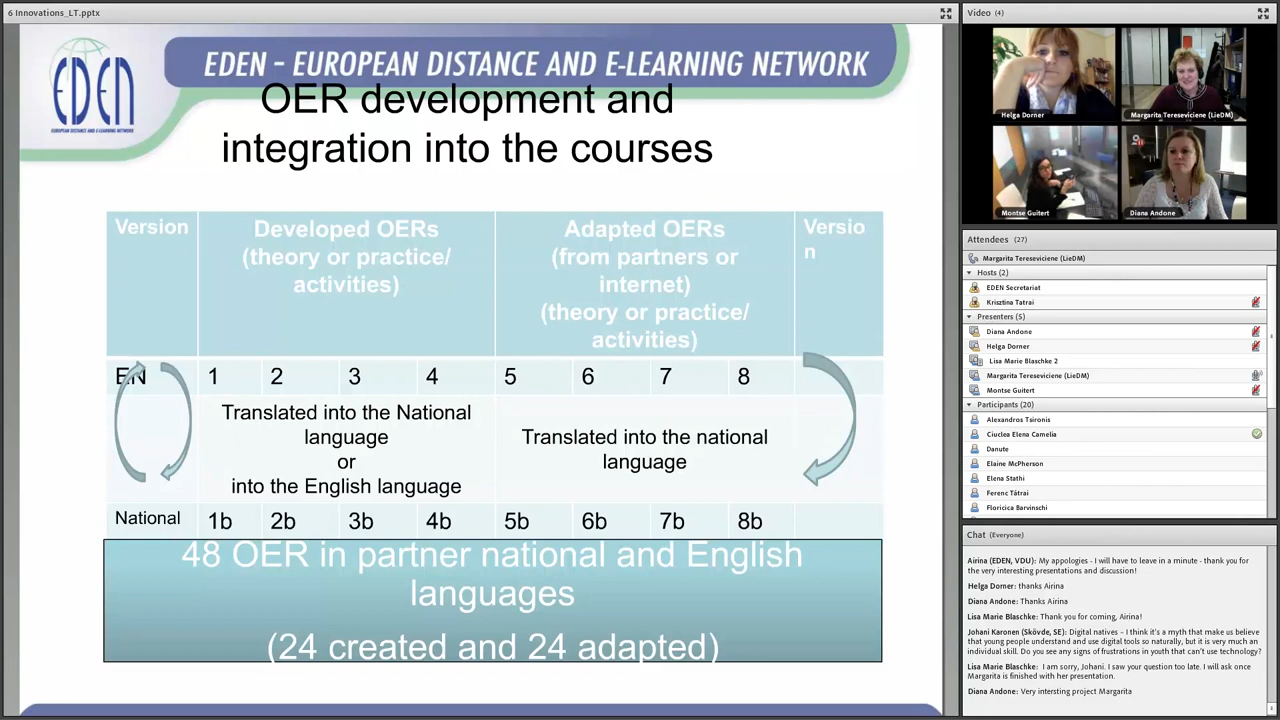 6 Innovations_LT.pptx
EDEN
EUROPEAN DISTANCE AND E-LEARNING NETWORK
EDEN – EUROPEAN DISTANCE AND E-LEARNING NETWORK
OER development and
integration into the courses
Version
Developed OERs
(theory or practice/
activities)
Adapted OERs
(from partners or
internet)
(theory or practice/
activities)
Versio
n
EN 1 2 3 4 5 6 7 8
Translated into the National
language
or
into the English language
Translated into the national
language
National 1b 2b 3b 4b 5b 6b 7b 8b
48 OER in partner national and English
languages
(24 created and 24 adapted)
Video (4)
Helga Dorner
Margarita Tereseviciene (LieDM)
Montse Guitert
Diana Andone
Attendees (27)
Margarita Tereseviciene (LieDM)
Hosts (2)
EDEN Secretariat
Krisztina Tatrai
Presenters (5)
Diana Andone
Helga Dorner
Lisa Marie Blaschke 2
Margarita Tereseviciene (LieDM)
Montse Guitert
Participants (20)
Alexandros Tsironis
Ciuclea Elena Camelia
Danute
Elaine McPherson
Elena Stathi
Ferenc Tátrai
Floricica Barvinschi
Chat (Everyone)
Airina (EDEN, VDU): My appologies - I will have to leave in a minute - thank you for
the very interesting presentations and discussion!
Helga Dorner: thanks Airina
Diana Andone: Thanks Airina
Lisa Marie Blaschke: Thank you for coming, Airina!
Johani Karonen (Skövde, SE): Digital natives – I think it's a myth that make us believe
that young people understand and use digital tools so naturally, but it is very much an
individual skill. Do you see any signs of frustrations in youth that can't use technology?
Lisa Marie Blaschke: I am sorry, Johani. I saw your question too late. I will ask once
Margarita is finished with her presentation.
Diana Andone: Very intersting project Margarita